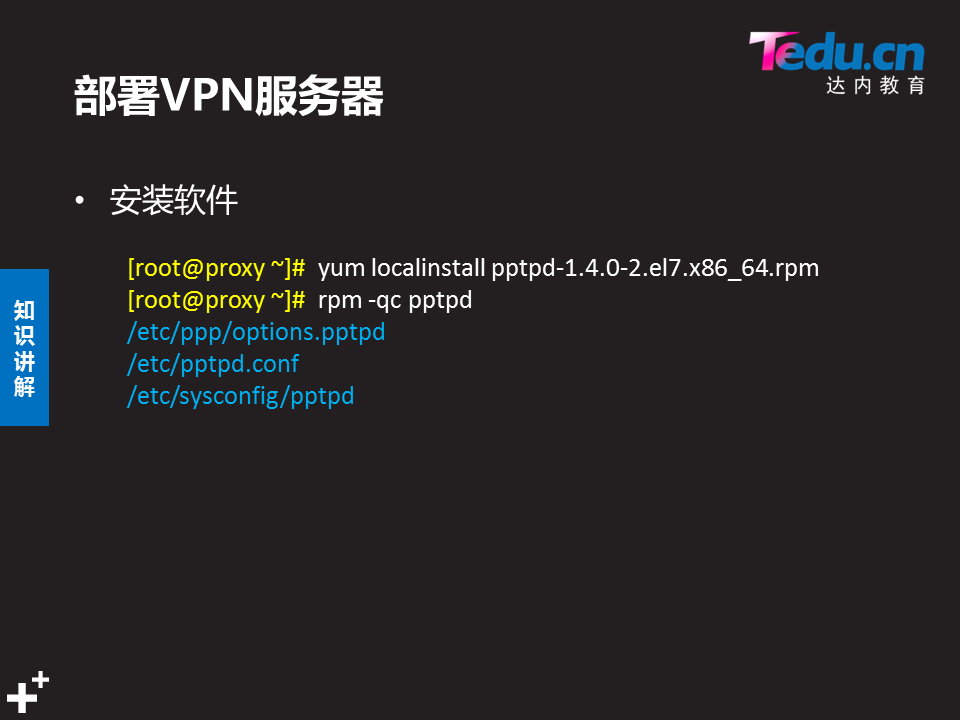 Tedu.cn
达内教育
部署VPN服务器
• 安装软件
[root@proxy ~]# yum localinstall pptpd-1.4.0-2.el7.x86_64.rpm
[root@proxy ~]# rpm -qc pptpd
/etc/ppp/options.pptpd
/etc/pptpd.conf
/etc/sysconfig/pptpd
知识讲解